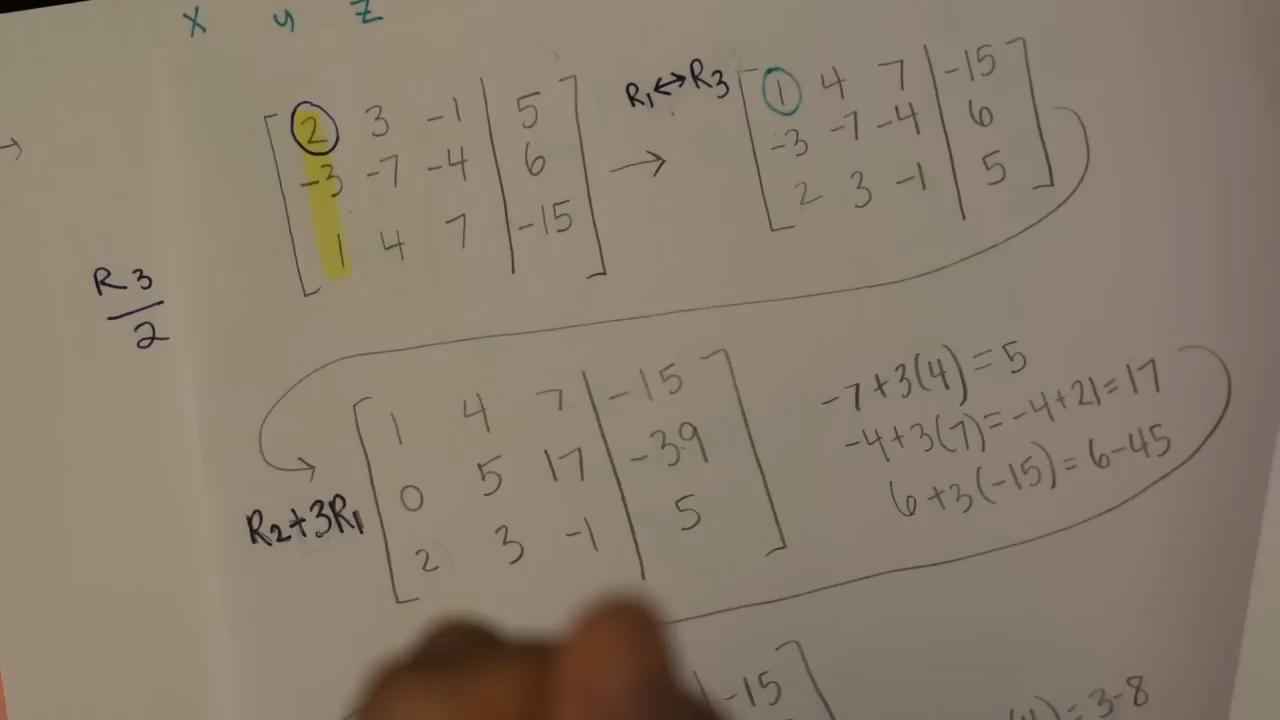 x y z
2 3 -1 | 5
-3 -7 -4 | 6
1 4 7 | -15
→
R1↔R3
1 4 7 | -15
-3 -7 -4 | 6
2 3 -1 | 5
R3
2
R2+3R1
1 4 7 | -15
0 5 17 | -39
2 3 -1 | 5
-7+3(4)=5
-4+3(7)=-4+21=17
6+3(-15)=6-45
-15
=3-8